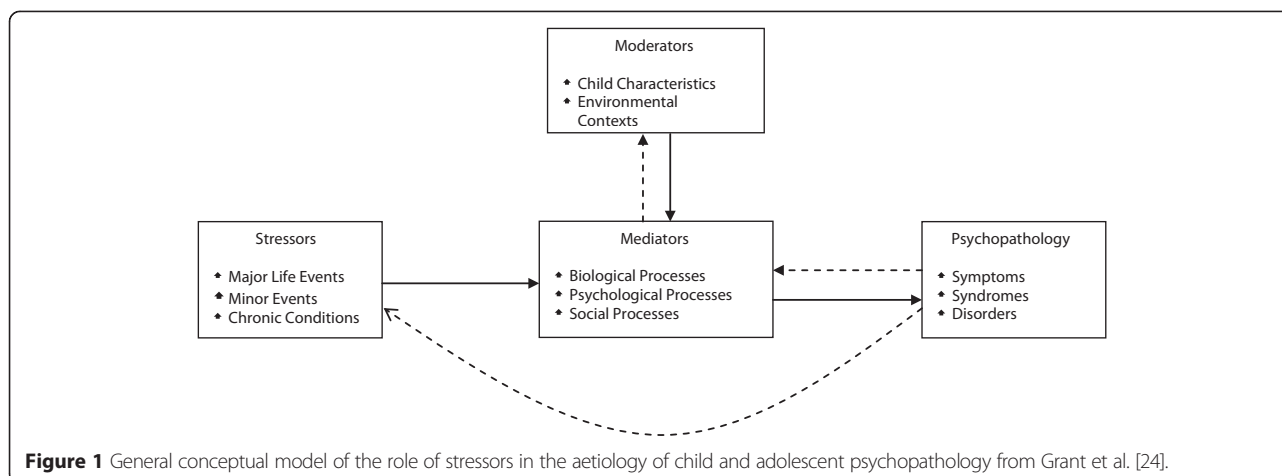 Moderators
Child Characteristics
Environmental
Contexts
Stressors
Major Life Events
Minor Events
Chronic Conditions
Mediators
Biological Processes
Psychological Processes
Social Processes
Psychopathology
Symptoms
Syndromes
Disorders
Figure 1 General conceptual model of the role of stressors in the aetiology of child and adolescent psychopathology from Grant et al. [24].